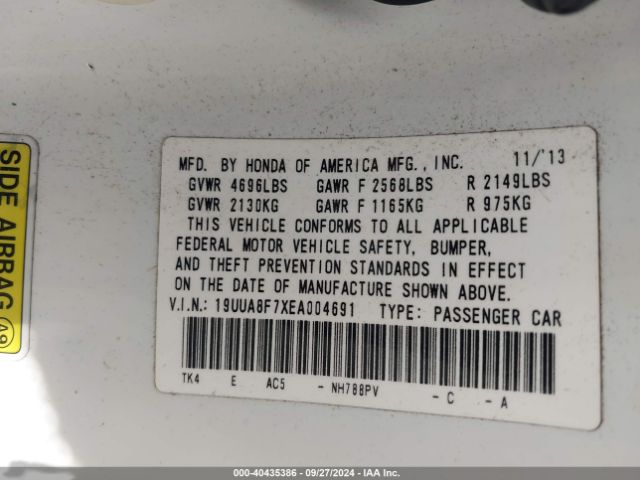 MFD. BY HONDA OF AMERICA MFG., INC. 11/'13
GVWR 4696LBS GAWR F 2568LBS R 2149LBS
GVWR 2130KG GAWR F 1165KG R 975KG
THIS VEHICLE CONFORMS TO ALL APPLICABLE
FEDERAL MOTOR VEHICLE SAFETY, BUMPER,
AND THEFT PREVENTION STANDARDS IN EFFECT
ON THE DATE OF MANUFACTURE SHOWN ABOVE.
V.I.N.: 19UUA8F7XEA004691 TYPE: PASSENGER CAR
TK4 E AC5 - NH788PV - C - A
SIDE AIRBAG
A9
000-40435386 - 09/27/2024 - IAA Inc.